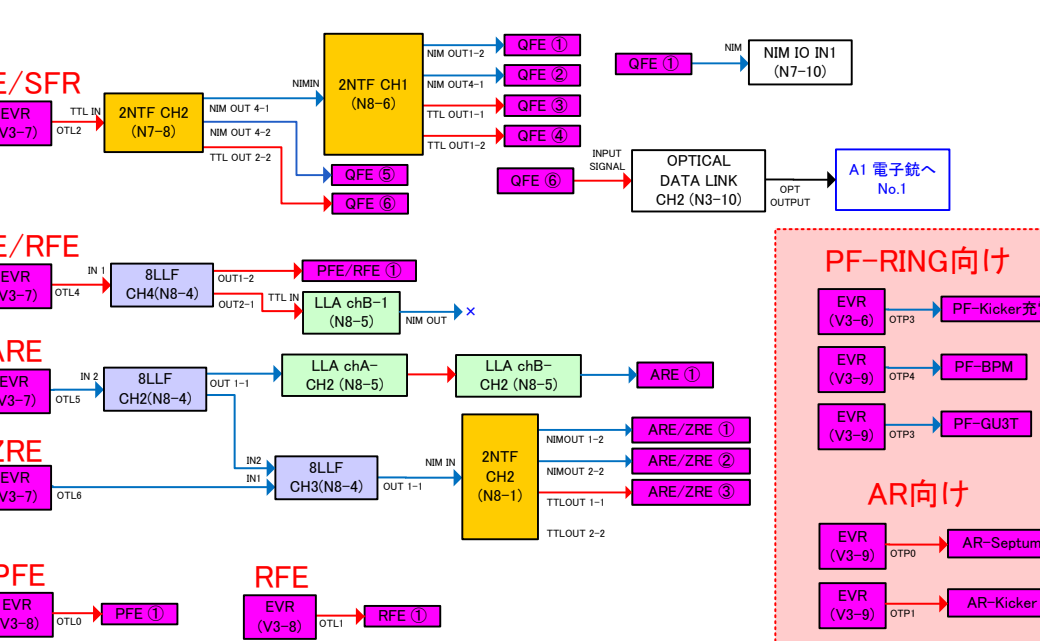 E/SFR
EVR
V3-7)
OTL2
TTL IN
2NTF CH2
(N7-8)
NIM OUT 4-1
NIM OUT 4-2
TTL OUT 2-2
NIMIN
2NTF CH1
(N8-6)
NIM OUT1-2
NIM OUT4-1
TTL OUT1-1
TTL OUT1-2
QFE ①
QFE ②
QFE ③
QFE ④
QFE ⑤
QFE ⑥
QFE ①
NIM
NIM IO IN1
(N7-10)
QFE ⑥
INPUT
SIGNAL
OPTICAL
DATA LINK
CH2 (N3-10)
OPT
OUTPUT
A1 電子銃へ
No.1
E/RFE
EVR
V3-7)
OTL4
IN 1
8LLF
CH4(N8-4)
OUT1-2
OUT2-1
PFE/RFE ①
TTL IN
LLA chB-1
(N8-5)
NIM OUT
×
ARE
EVR
V3-7)
OTL5
IN 2
8LLF
CH2(N8-4)
OUT 1-1
LLA chA-
CH2 (N8-5)
LLA chB-
CH2 (N8-5)
ARE ①
ZRE
EVR
V3-7)
OTL6
IN2
IN1
8LLF
CH3(N8-4)
OUT 1-1
NIM IN
2NTF
CH2
(N8-1)
NIMOUT 1-2
NIMOUT 2-2
TTLOUT 1-1
TTLOUT 2-2
ARE/ZRE ①
ARE/ZRE ②
ARE/ZRE ③
PFE
EVR
V3-8)
OTL0
PFE ①
RFE
EVR
(V3-8)
OTL1
RFE ①
PF-RING向け
EVR
(V3-6)
OTP3
PF-Kicker充
EVR
(V3-9)
OTP4
PF-BPM
EVR
(V3-9)
OTP3
PF-GU3T
AR向け
EVR
(V3-9)
OTP0
AR-Septum
EVR
(V3-9)
OTP1
AR-Kicker